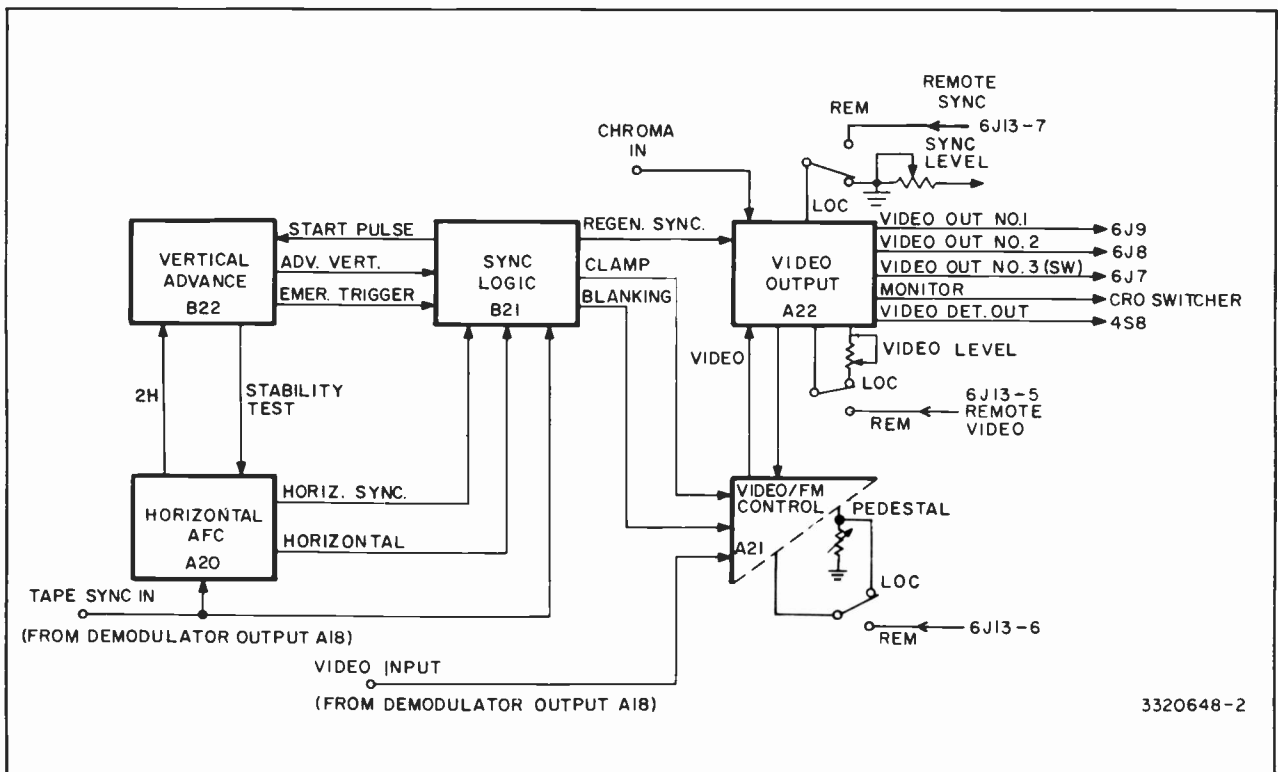 REMOTE
SYNC
REM
6J13-7
CHROMA
IN
SYNC
LEVEL
LOC
START PULSE
REGEN. SYNC.
VIDEO OUT NO.1
6J9
VERTICAL
ADVANCE
B22
ADV. VERT.
SYNC
LOGIC
B21
CLAMP
VIDEO
OUTPUT
A22
VIDEO OUT NO. 2
6J8
VIDEO OUT NO. 3 (SW)
6J7
EMER. TRIGGER
BLANKING
MONITOR
CRO SWITCHER
VIDEO DET. OUT
4S8
VIDEO
VIDEO LEVEL
LOC
2H
STABILITY
TEST
6J13-5
REMOTE
VIDEO
REM
HORIZONTAL
AFC
A20
HORIZ. SYNC.
HORIZONTAL
VIDEO/FM
CONTROL
A21
PEDESTAL
LOC
TAPE SYNC IN
(FROM DEMODULATOR OUTPUT A18)
REM
6J13-6
VIDEO INPUT
(FROM DEMODULATOR OUTPUT A18)
3320648-2